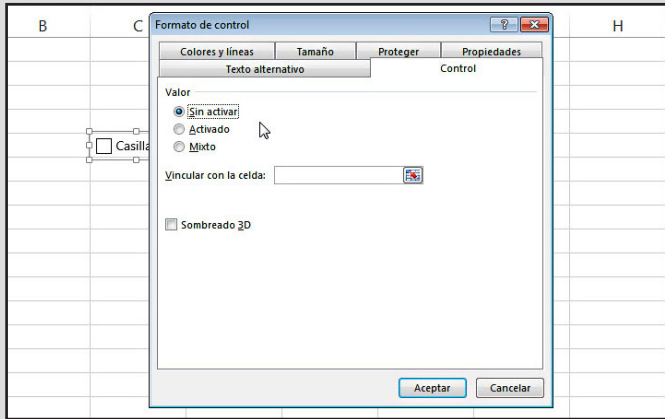 B C H
Formato de control
Colores y líneas Tamaño Proteger Propiedades
Texto alternativo Control
Valor
Sin activar
Activado
Casilla
Mixto
Vincular con la celda:
Sombreado 3D
Aceptar Cancelar